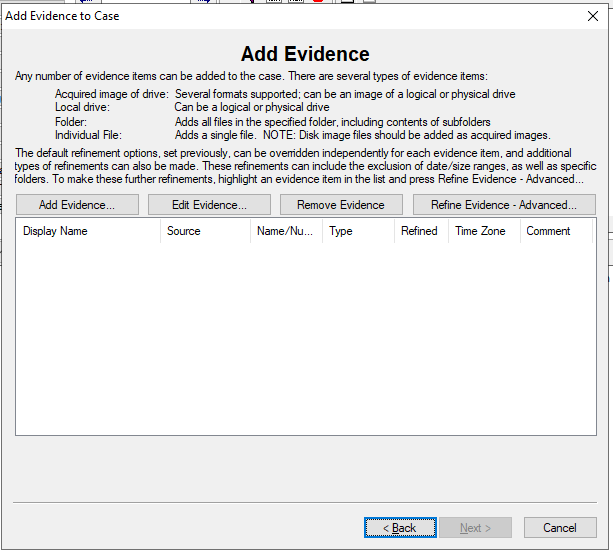 Add Evidence to Case
Add Evidence
Any number of evidence items can be added to the case. There are several types of evidence items:
Acquired image of drive: Several formats supported; can be an image of a logical or physical drive
Local drive: Can be a logical or physical drive
Folder: Adds all files in the specified folder, including contents of subfolders
Individual File: Adds a single file. NOTE: Disk image files should be added as acquired images.
The default refinement options, set previously, can be overridden independently for each evidence item, and additional
types of refinements can also be made. These refinements can include the exclusion of date/size ranges, as well as specific
folders. To make these further refinements, highlight an evidence item in the list and press Refine Evidence - Advanced...
Add Evidence... Edit Evidence... Remove Evidence Refine Evidence - Advanced...
Display Name Source Name/Nu... Type Refined Time Zone Comment
< Back Next > Cancel